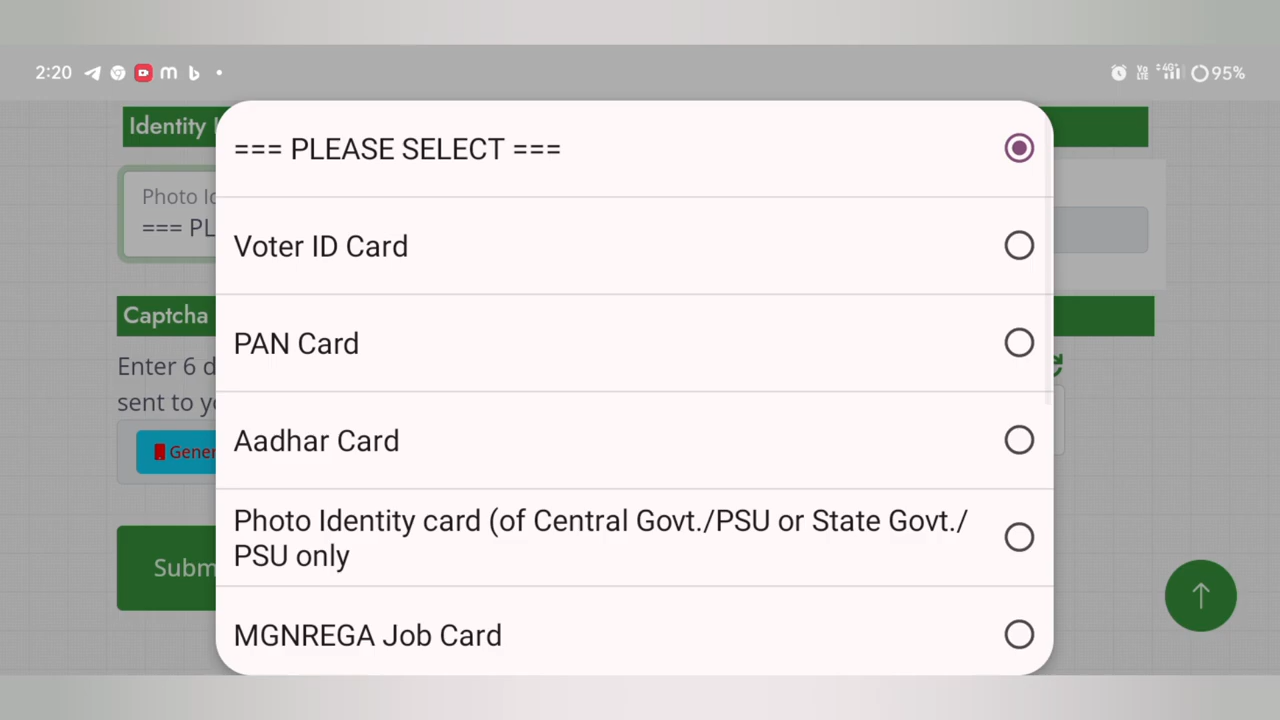 2:20
95%
Identity
Photo Id
=== PL
Captcha
Enter 6 d
sent to yo
Gener
Subm
=== PLEASE SELECT ===
Voter ID Card
PAN Card
Aadhar Card
Photo Identity card (of Central Govt./PSU or State Govt./
PSU only
MGNREGA Job Card